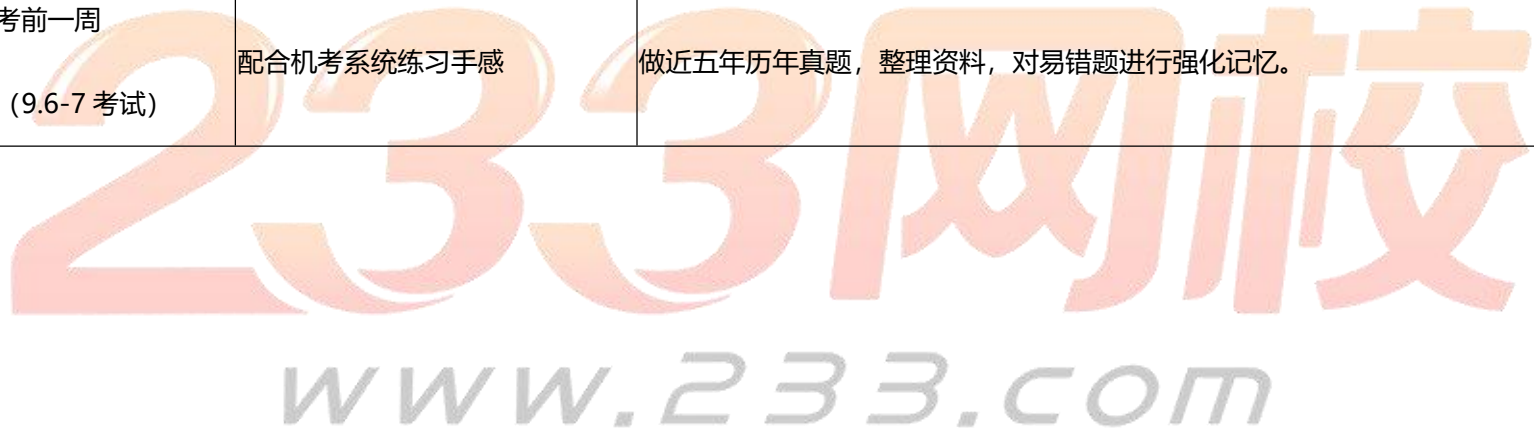 考前一周
（9.6-7 考试）
配合机考系统练习手感
做近五年历年真题，整理资料，对易错题进行强化记忆。
233网校
www.233.com